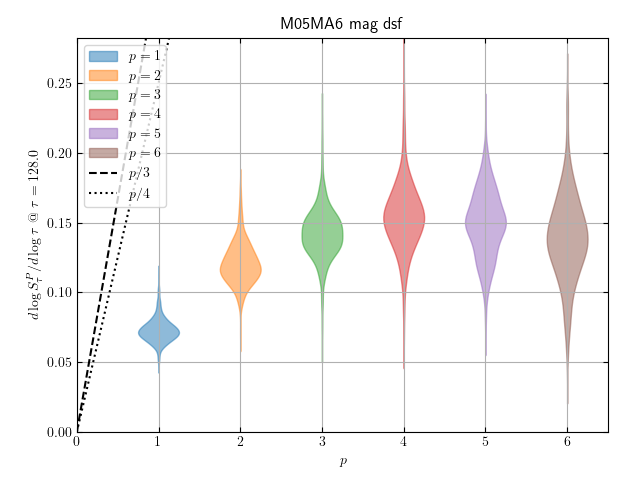 M05MA6 mag dsf
d log S_τ^P / d log τ @ τ = 128.0
0.25
0.20
0.15
0.10
0.05
0.00
p = 1
p = 2
p = 3
p = 4
p = 5
p = 6
p/3
p/4
0 1 2 3 4 5 6
p